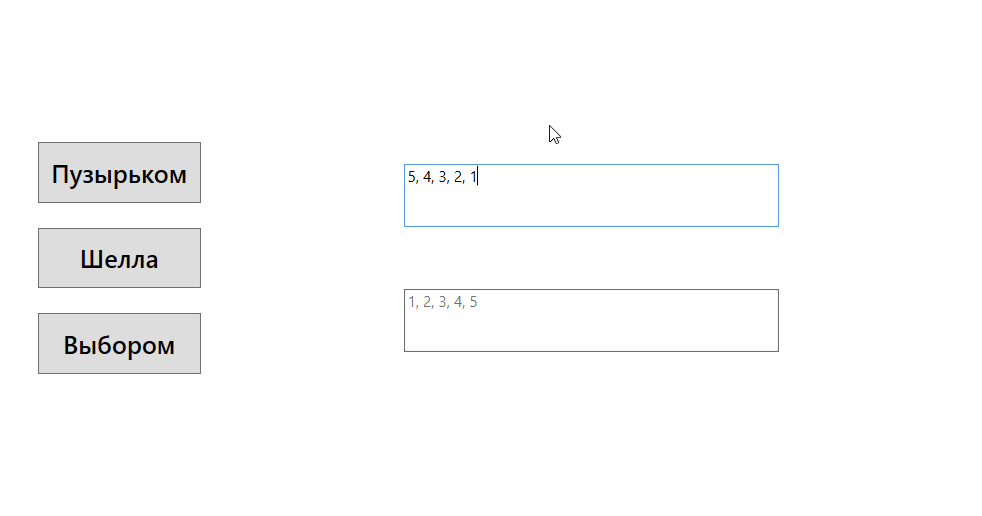 Пузырьком
Шелла
Выбором
5, 4, 3, 2, 1
1, 2, 3, 4, 5